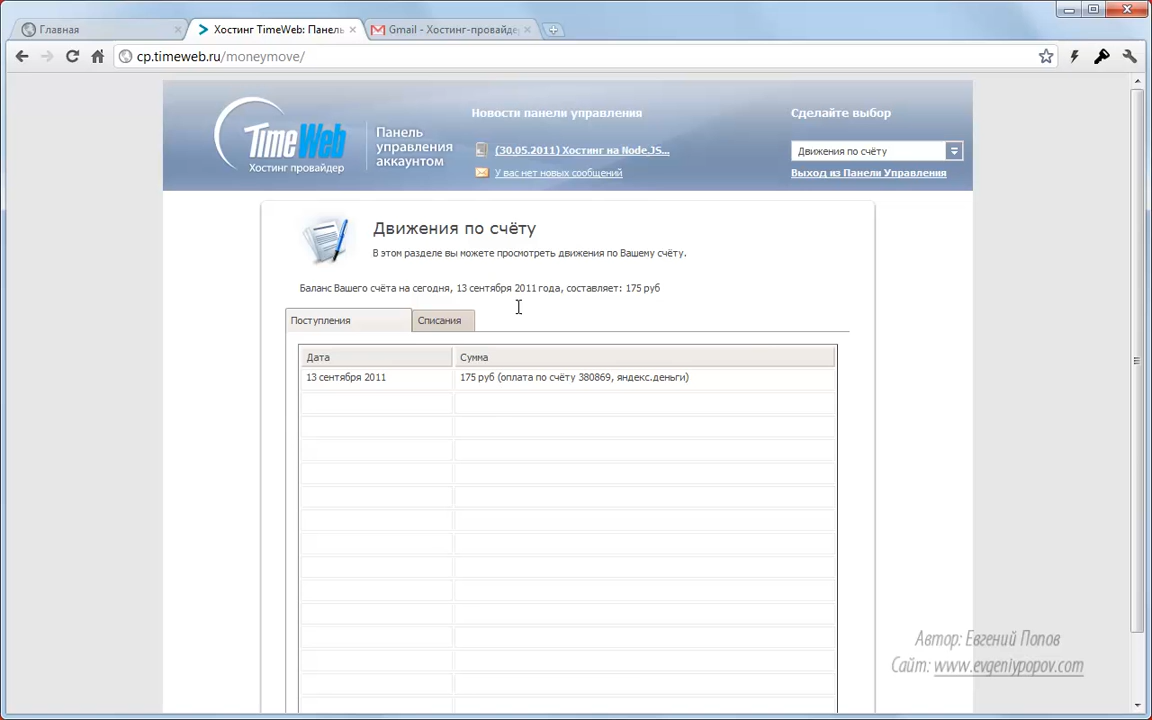 Главная
Хостинг TimeWeb: Панель
Gmail - Хостинг-провайде
cp.timeweb.ru/moneymove/
TimeWeb
Хостинг провайдер
Панель
управления
аккаунтом
Новости панели управления
(30.05.2011) Хостинг на Node.JS...
У вас нет новых сообщений
Сделайте выбор
Движения по счёту
Выход из Панели Управления
Движения по счёту
В этом разделе вы можете просмотреть движения по Вашему счёту.
Баланс Вашего счёта на сегодня, 13 сентября 2011 года, составляет: 175 руб
Поступления
Списания
Дата
Сумма
13 сентября 2011
175 руб (оплата по счёту 380869, яндекс.деньги)
Автор: Евгений Попов
Сайт: www.evgeniypopov.com